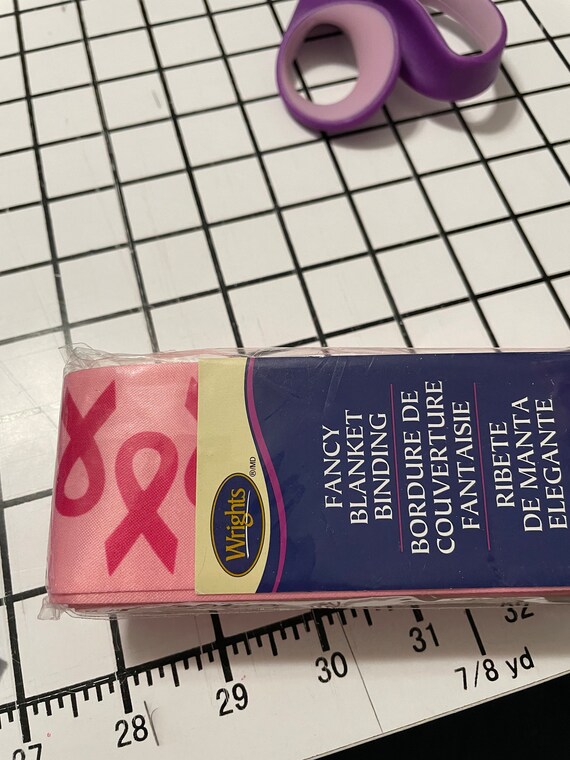 Wrights
®/MD
FANCY
BLANKET
BINDING
BORDURE DE
COUVERTURE
FANTAISIE
RIBETE
DE MANTA
ELEGANTE
27
28
29
30
31
32
7/8 yd